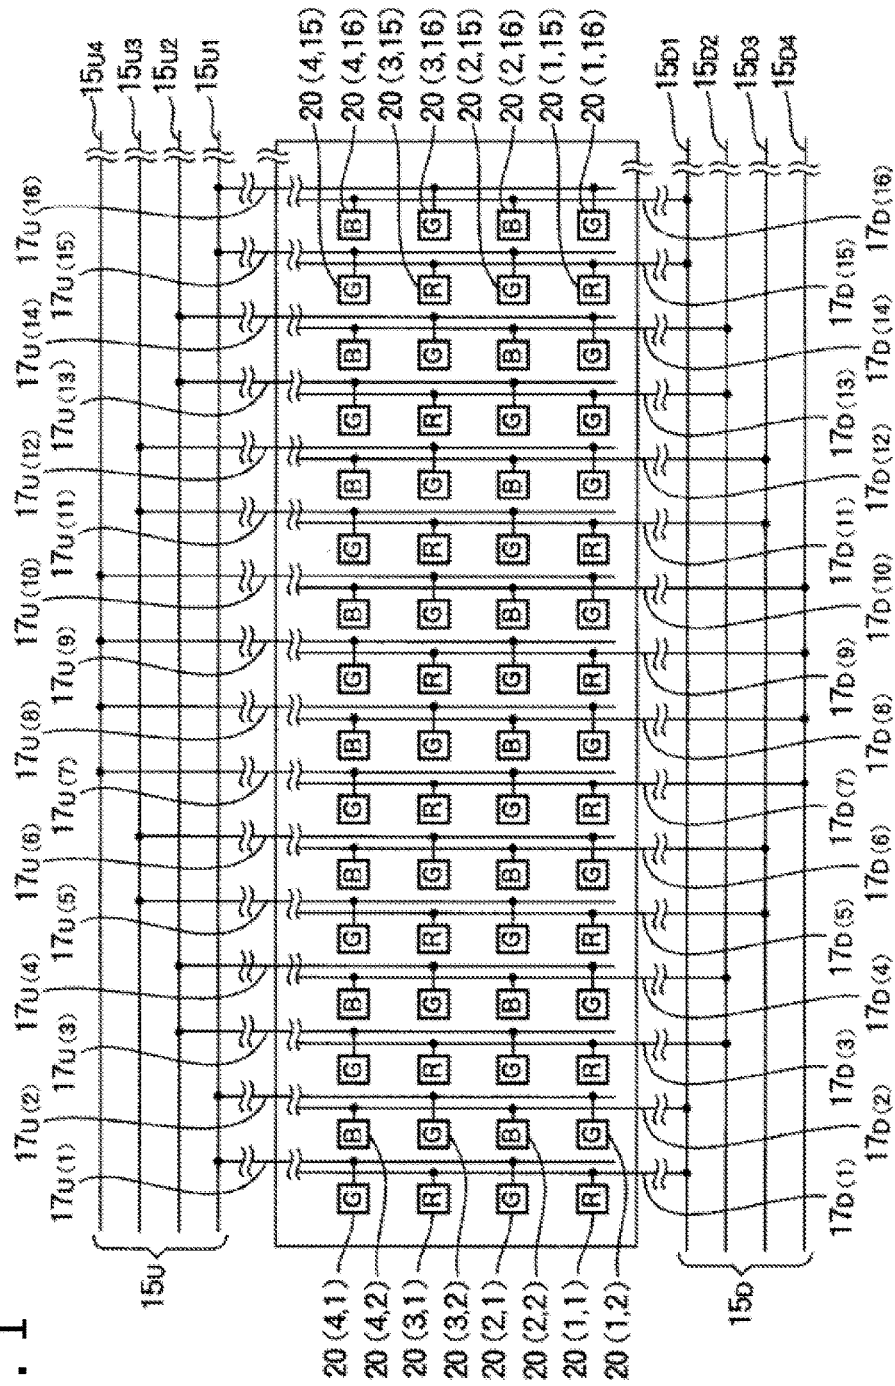 . 1
17U(1) 17U(2) 17U(3) 17U(4) 17U(5) 17U(6) 17U(7) 17U(8) 17U(9) 17U(10) 17U(11) 17U(12) 17U(13) 17U(14) 17U(15) 17U(16)
15U
15U4
15U3
15U2
15U1
20 (4,15)
20 (4,16)
20 (3,15)
20 (3,16)
20 (2,15)
20 (2,16)
20 (1,15)
20 (1,16)
G B G B G B G B G B G B G B G B
R G R G R G R G R G R G R G R G
G B G B G B G B G B G B G B G B
R G R G R G R G R G R G G G R G
20 (4,1)
20 (4,2)
20 (3,1)
20 (3,2)
20 (2,1)
20 (2,2)
20 (1,1)
20 (1,2)
15D1
15D2
15D3
15D4
15D
17D(1) 17D(2) 17D(3) 17D(4) 17D(5) 17D(6) 17D(7) 17D(8) 17D(9) 17D(10) 17D(11) 17D(12) 17D(13) 17D(14) 17D(15) 17D(16)